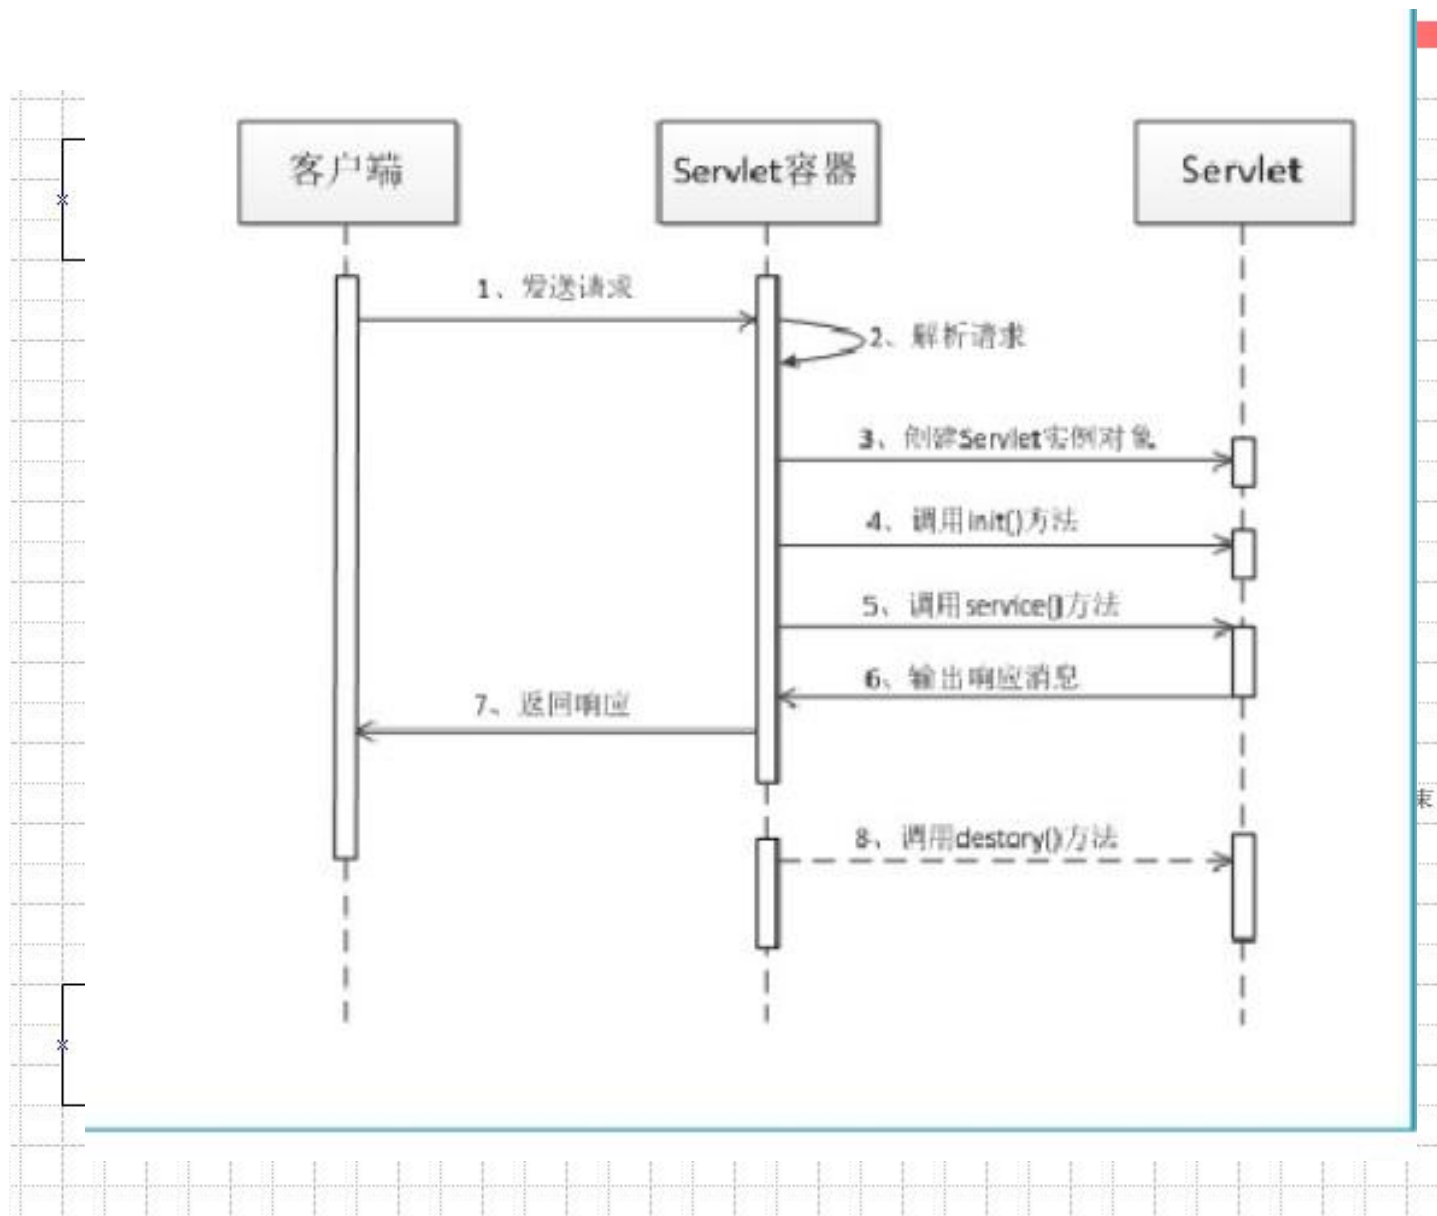 客户端
Servlet容器
Servlet
1、发送请求
2、解析请求
3、创建Servlet实例对象
4、调用init()方法
5、调用service()方法
6、输出响应消息
7、返回响应
8、调用destory()方法
束